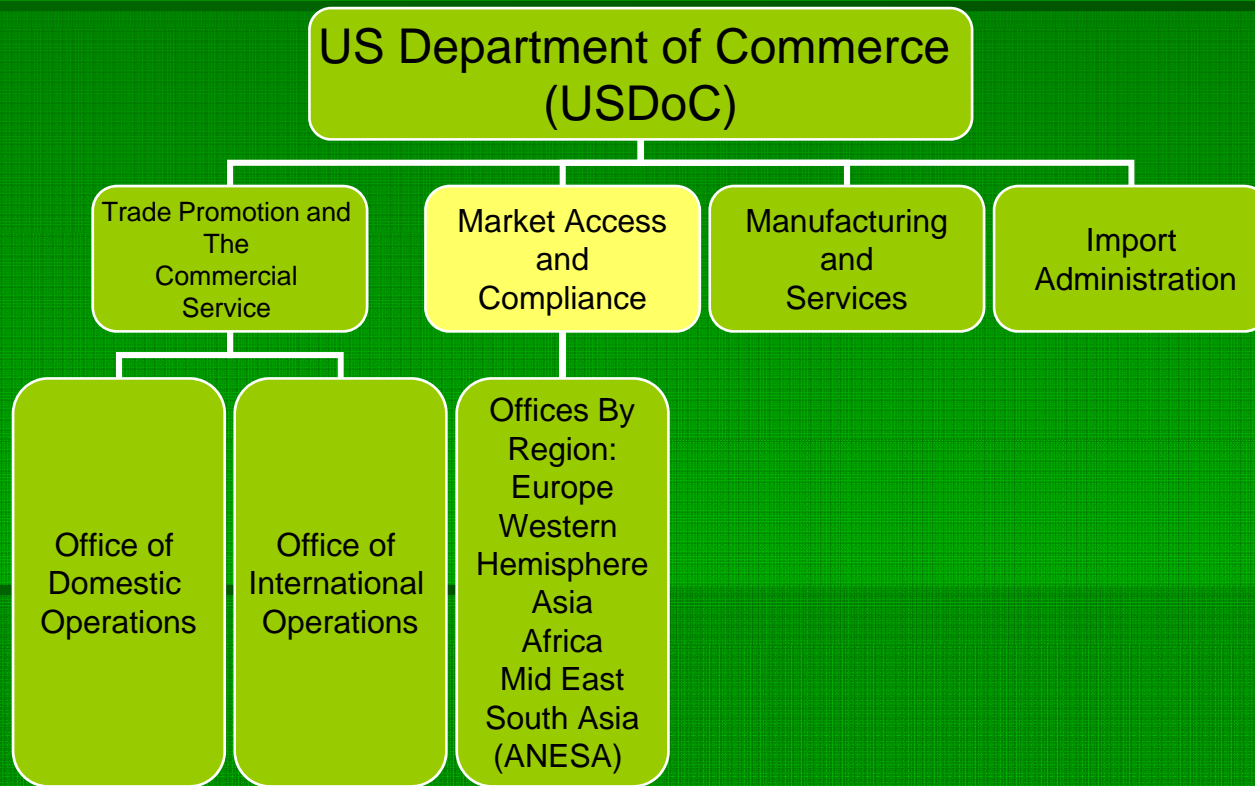 US Department of Commerce
(USDoC)
Trade Promotion and
The
Commercial
Service
Market Access
and
Compliance
Manufacturing
and
Services
Import
Administration
Office of
Domestic
Operations
Office of
International
Operations
Offices By
Region:
Europe
Western
Hemisphere
Asia
Africa
Mid East
South Asia
(ANESA)